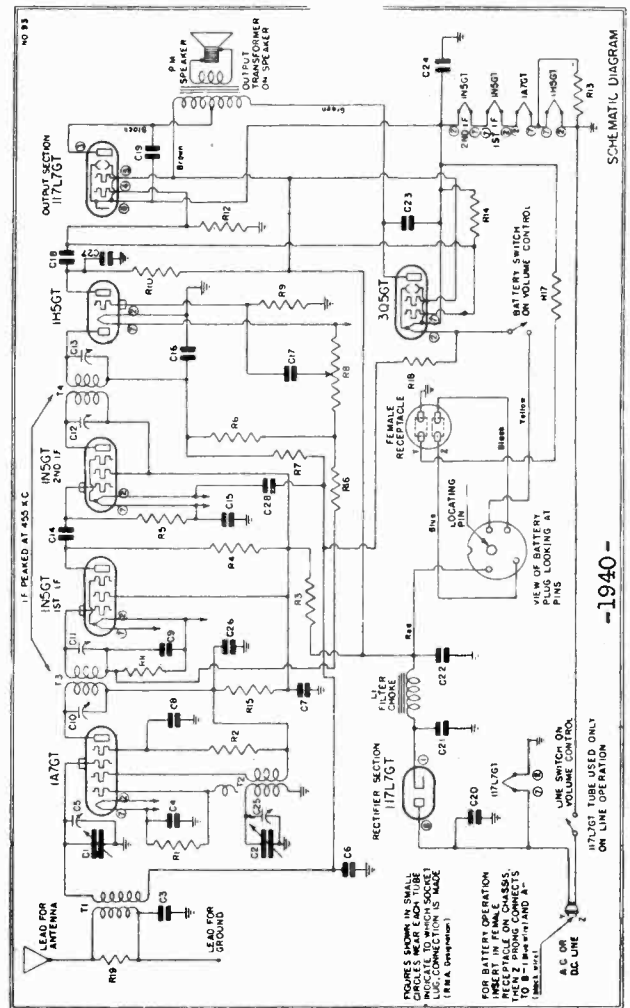 NO 93
LEAD FOR
ANTENNA
R19
LEAD FOR
GROUND
T1
C3
C1
C5
1A7GT
R1
C4
C6
C2
C25
T2
R2
C8
R15
C7
C10
T3
C11
IF PEAKED AT 455 KC
1N5GT
1ST IF
C9
C26
R3
R4
C14
R5
C15
C28
1N5GT
2ND IF
C12
T4
C13
R6
R7
R16
R8
C17
C16
R9
1H5GT
R10
C18
C27
R12
OUTPUT SECTION
117L7GT
Black
C19
Brown
P M
SPEAKER
OUTPUT
TRANSFORMER
ON SPEAKER
Green
C23
C24
1N5GT
2ND IF
1N5GT
1ST IF
1A7GT
1H5GT
R13
R14
3Q5GT
R18
R17
BATTERY SWITCH
ON VOLUME CONTROL
FEMALE
RECEPTACLE
Yellow
Black
Blue
LOCATING
PIN
VIEW OF BATTERY
PLUG LOOKING AT
PINS
Red
L1
FILTER
CHOKE
C22
C21
RECTIFIER SECTION
117L7GT
C20
117L7GT
LINE SWITCH ON
VOLUME CONTROL
117L7GT TUBE USED ONLY
ON LINE OPERATION
A C OR
D.C. LINE
FIGURES SHOWN IN SMALL
CIRCLES NEAR EACH TUBE
INDICATE TO WHICH SOCKET
LUG CONNECTION IS MADE
(R M A Designation)
FOR BATTERY OPERATION
INSERT IN FEMALE
RECEPTACLE ON CHASSIS,
Z PRONG CONNECTS
TO B- (Blue wire) AND A-
(black wire)
-1940-
SCHEMATIC DIAGRAM